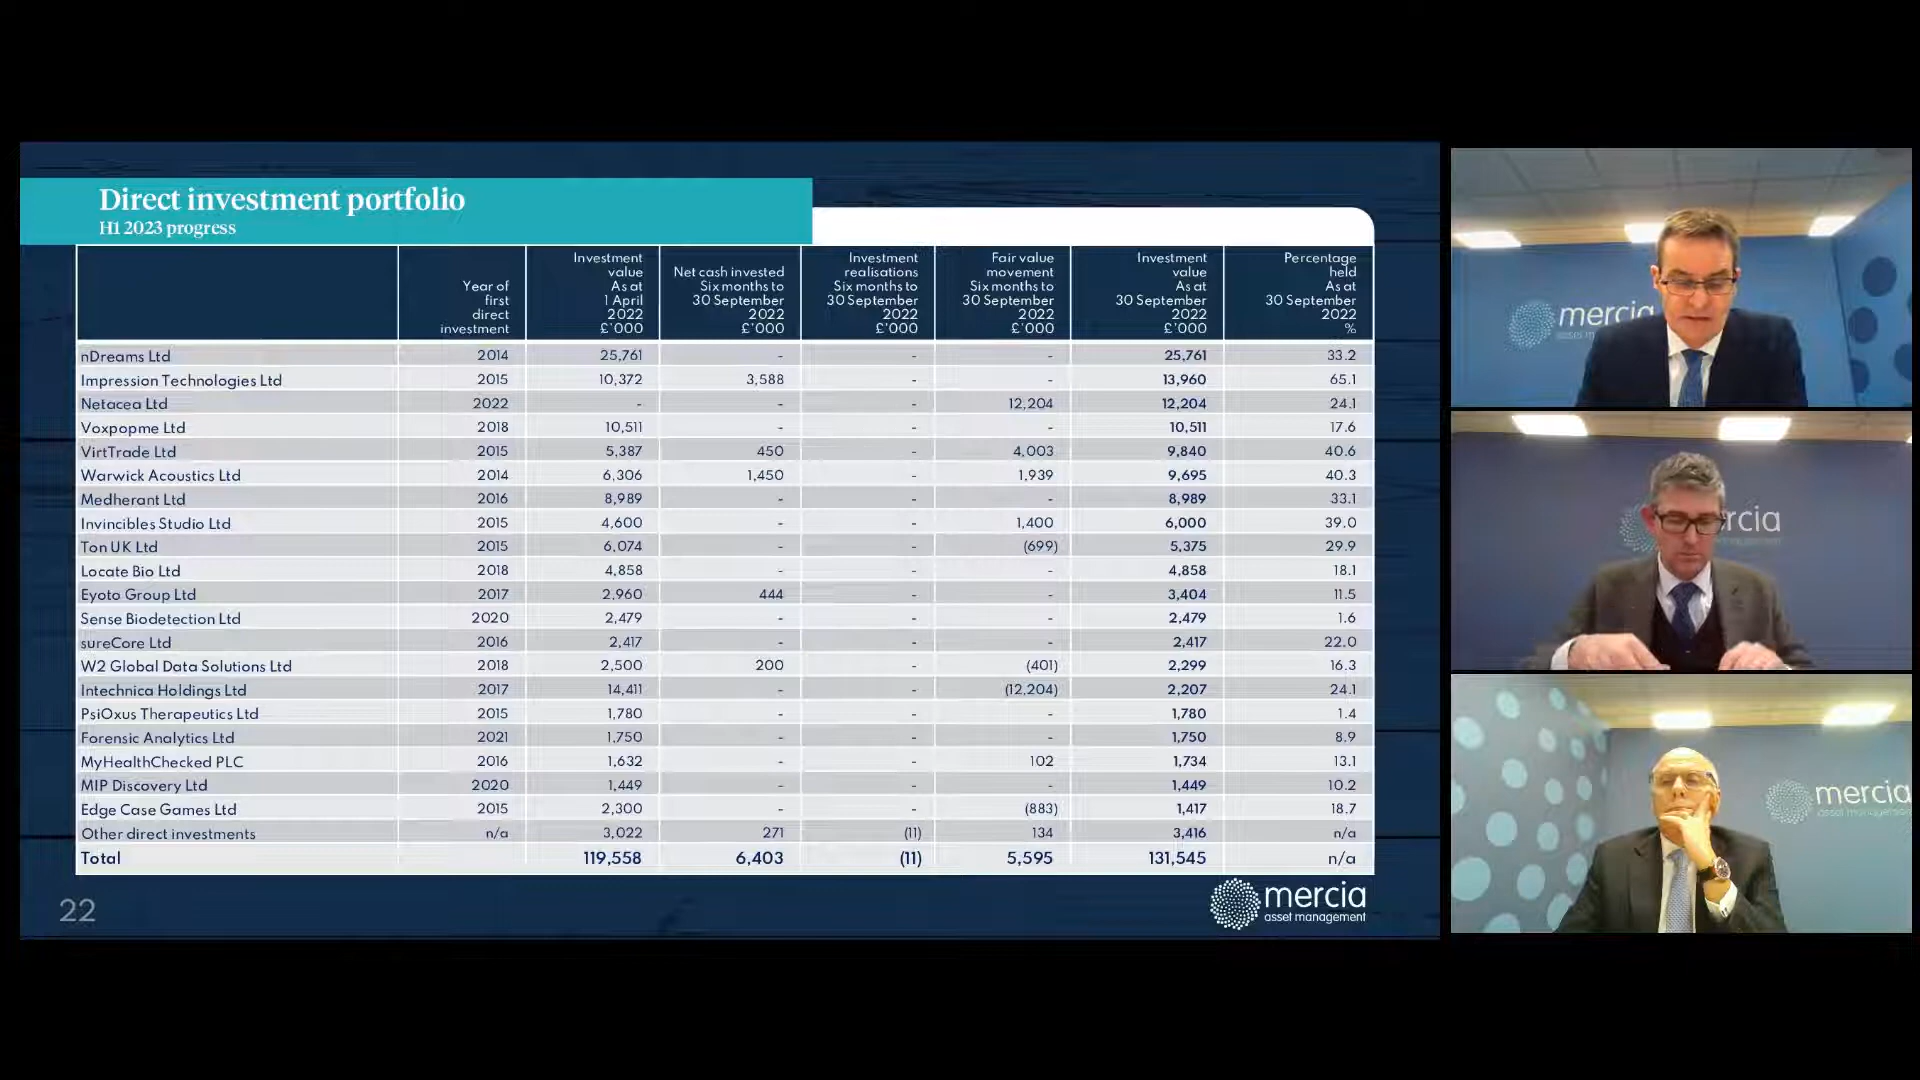 Direct investment portfolio
H1 2023 progress
Year of first direct investment
Investment value As at 1 April 2022 £'000
Net cash invested Six months to 30 September 2022 £'000
Investment realisations Six months to 30 September 2022 £'000
Fair value movement Six months to 30 September 2022 £'000
Investment value As at 30 September 2022 £'000
Percentage held As at 30 September 2022 %
nDreams Ltd 2014 25,761 - - - 25,761 33.2
Impression Technologies Ltd 2015 10,372 3,588 - - 13,960 65.1
Netacea Ltd 2022 - - - 12,204 12,204 24.1
Voxpopme Ltd 2018 10,511 - - - 10,511 17.6
VirtTrade Ltd 2015 5,387 450 - 4,003 9,840 40.6
Warwick Acoustics Ltd 2014 6,306 1,450 - 1,939 9,695 40.3
Medherant Ltd 2016 8,989 - - - 8,989 33.1
Invincibles Studio Ltd 2015 4,600 - - 1,400 6,000 39.0
Ton UK Ltd 2015 6,074 - - (699) 5,375 29.9
Locate Bio Ltd 2018 4,858 - - - 4,858 18.1
Eyoto Group Ltd 2017 2,960 444 - - 3,404 11.5
Sense Biodetection Ltd 2020 2,479 - - - 2,479 1.6
sureCore Ltd 2016 2,417 - - - 2,417 22.0
W2 Global Data Solutions Ltd 2018 2,500 200 - (401) 2,299 16.3
Intechnica Holdings Ltd 2017 14,411 - - (12,204) 2,207 24.1
PsiOxus Therapeutics Ltd 2015 1,780 - - - 1,780 1.4
Forensic Analytics Ltd 2021 1,750 - - - 1,750 8.9
MyHealthChecked PLC 2016 1,632 - - 102 1,734 13.1
MIP Discovery Ltd 2020 1,449 - - - 1,449 10.2
Edge Case Games Ltd 2015 2,300 - - (883) 1,417 18.7
Other direct investments n/a 3,022 271 (11) 134 3,416 n/a
Total 119,558 6,403 (11) 5,595 131,545 n/a
22
mercia
asset management
mercia
rcia
mercia
asset management